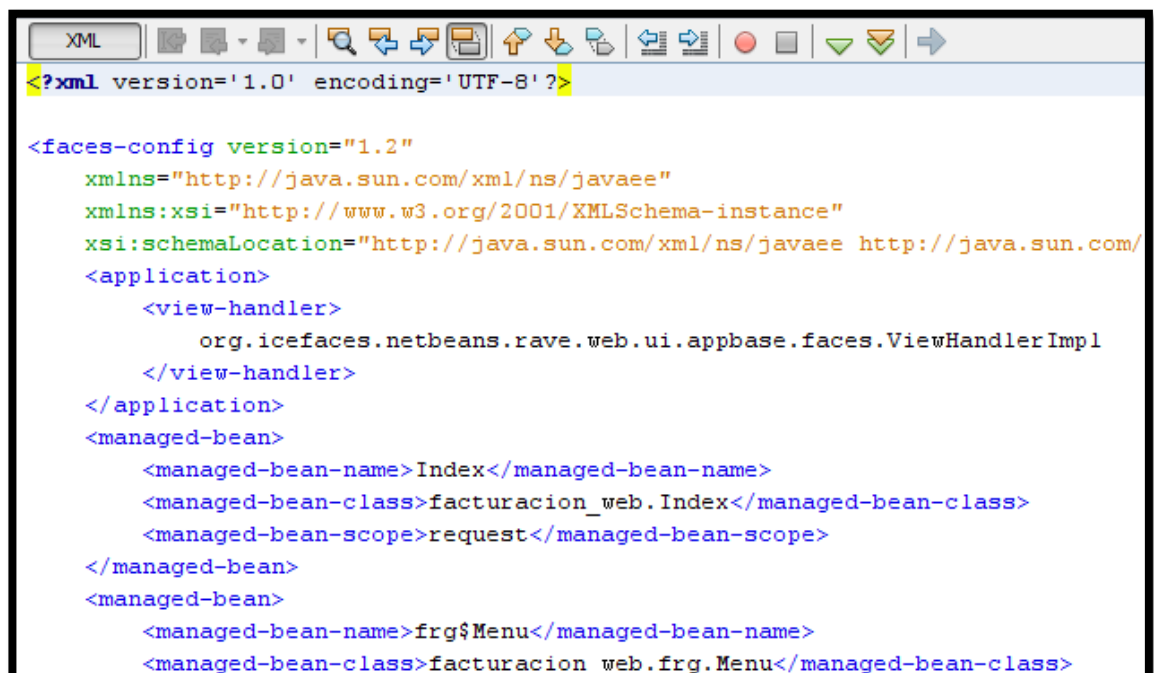 XML
<?xml version='1.0' encoding='UTF-8'?>
<faces-config version="1.2"
xmlns="http://java.sun.com/xml/ns/javaee"
xmlns:xsi="http://www.w3.org/2001/XMLSchema-instance"
xsi:schemaLocation="http://java.sun.com/xml/ns/javaee http://java.sun.com/
<application>
<view-handler>
org.icefaces.netbeans.rave.web.ui.appbase.faces.ViewHandlerImpl
</view-handler>
</application>
<managed-bean>
<managed-bean-name>Index</managed-bean-name>
<managed-bean-class>facturacion_web.Index</managed-bean-class>
<managed-bean-scope>request</managed-bean-scope>
</managed-bean>
<managed-bean>
<managed-bean-name>frg$Menu</managed-bean-name>
<managed-bean-class>facturacion_web.frg.Menu</managed-bean-class>